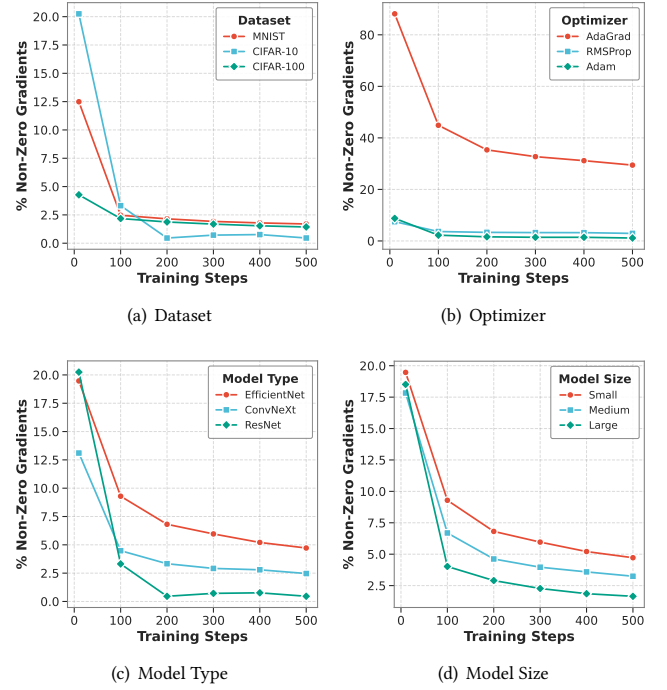 % Non-Zero Gradients
20.0
17.5
15.0
12.5
10.0
7.5
5.0
2.5
0.0
Dataset
MNIST
CIFAR-10
CIFAR-100
0 100 200 300 400 500
Training Steps
(a) Dataset
% Non-Zero Gradients
80
60
40
20
0
Optimizer
AdaGrad
RMSProp
Adam
0 100 200 300 400 500
Training Steps
(b) Optimizer
% Non-Zero Gradients
20.0
17.5
15.0
12.5
10.0
7.5
5.0
2.5
0.0
Model Type
EfficientNet
ConvNeXt
ResNet
0 100 200 300 400 500
Training Steps
(c) Model Type
% Non-Zero Gradients
20.0
17.5
15.0
12.5
10.0
7.5
5.0
2.5
Model Size
Small
Medium
Large
0 100 200 300 400 500
Training Steps
(d) Model Size